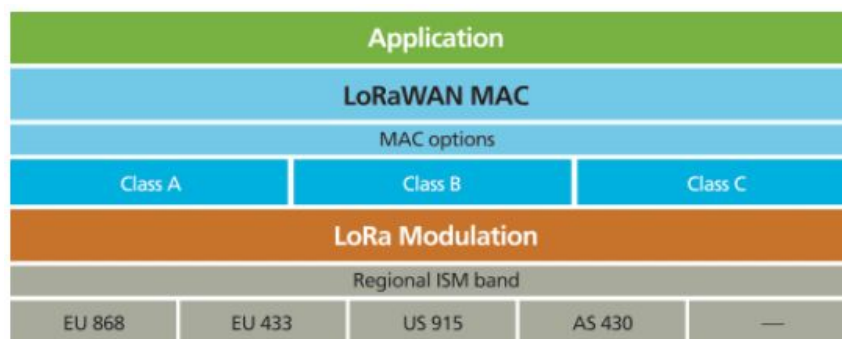 Application
LoRaWAN MAC
MAC options
Class A Class B Class C
LoRa Modulation
Regional ISM band
EU 868 EU 433 US 915 AS 430 —